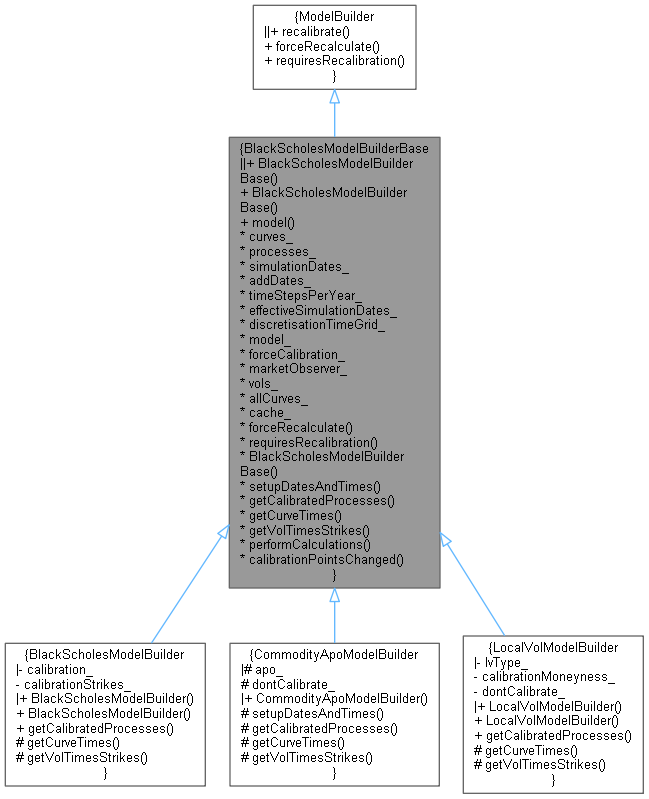 {ModelBuilder
||+ recalibrate()
+ forceRecalculate()
+ requiresRecalibration()
}
{BlackScholesModelBuilderBase
||+ BlackScholesModelBuilder
Base()
+ BlackScholesModelBuilder
Base()
+ model()
* curves_
* processes_
* simulationDates_
* addDates_
* timeStepsPerYear_
* effectiveSimulationDates_
* discretisationTimeGrid_
* model_
* forceCalibration_
* marketObserver_
* vols_
* allCurves_
* cache_
* forceRecalculate()
* requiresRecalibration()
* BlackScholesModelBuilder
Base()
* setupDatesAndTimes()
* getCalibratedProcesses()
* getCurveTimes()
* getVolTimesStrikes()
* performCalculations()
* calibrationPointsChanged()
}
{BlackScholesModelBuilder
|- calibration_
- calibrationStrikes_
|+ BlackScholesModelBuilder()
+ BlackScholesModelBuilder()
+ getCalibratedProcesses()
# getCurveTimes()
# getVolTimesStrikes()
}
{CommodityApoModelBuilder
|# apo_
# dontCalibrate_
|+ CommodityApoModelBuilder()
# setupDatesAndTimes()
# getCalibratedProcesses()
# getCurveTimes()
# getVolTimesStrikes()
}
{LocalVolModelBuilder
|- lvType_
- calibrationMoneyness_
- dontCalibrate_
|+ LocalVolModelBuilder()
+ LocalVolModelBuilder()
+ getCalibratedProcesses()
# getCurveTimes()
# getVolTimesStrikes()
}